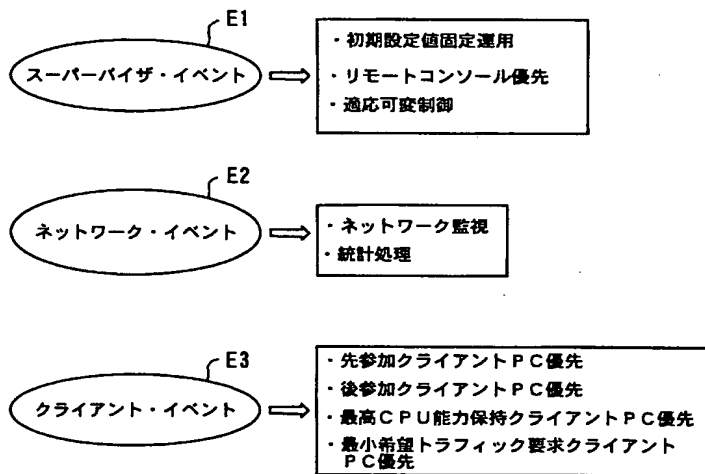 E1
スーパーバイザ・イベント
・初期設定値固定運用
・リモートコンソール優先
・適応可変制御
E2
ネットワーク・イベント
・ネットワーク監視
・統計処理
E3
クライアント・イベント
・先参加クライアントPC優先
・後参加クライアントPC優先
・最高CPU能力保持クライアントPC優先
・最小希望トラフィック要求クライアント
PC優先